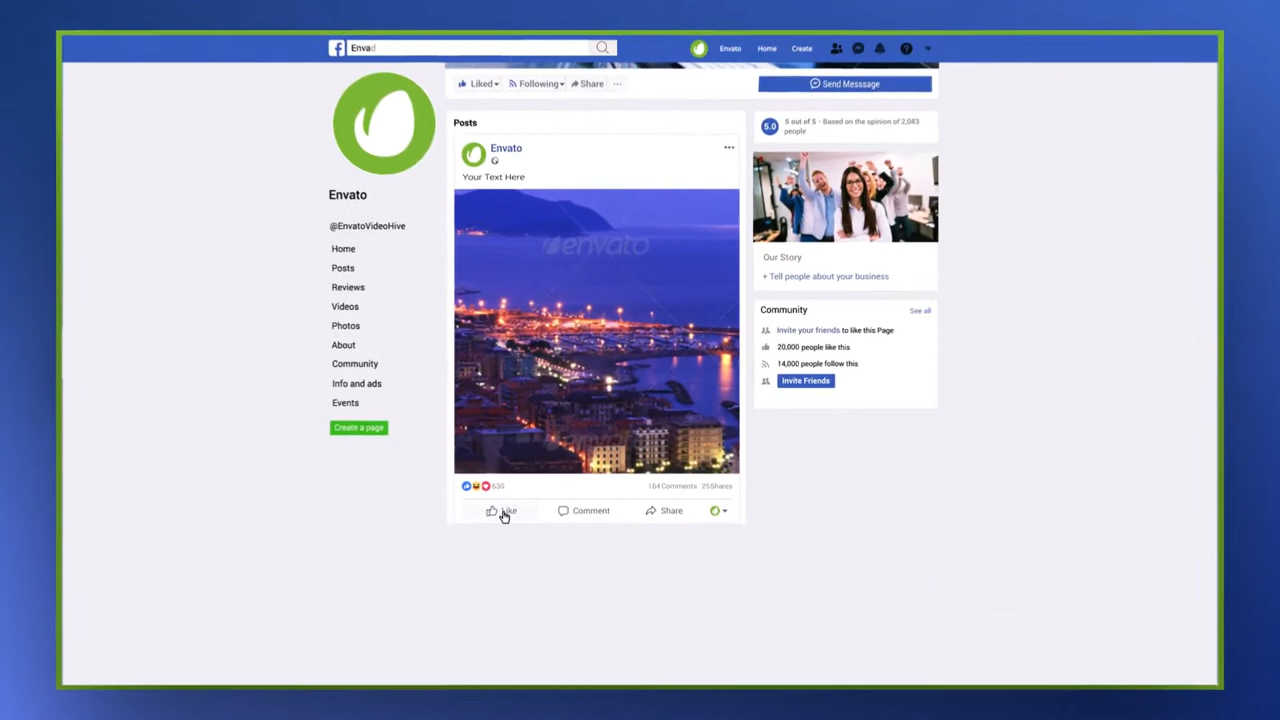 Envad
Envato Home Create
Liked Following Share ...
Send Messsage
Envato
@EnvatoVideoHive
Home
Posts
Reviews
Videos
Photos
About
Community
Info and ads
Events
Create a page
Posts
Envato
Your Text Here
envato
envato
630
164 Comments 25 Shares
Like Comment Share
5.0
5 out of 5 - Based on the opinion of 2,083
people
Our Story
+ Tell people about your business
Community See all
Invite your friends to like this Page
20,000 people like this
14,000 people follow this
Invite Friends